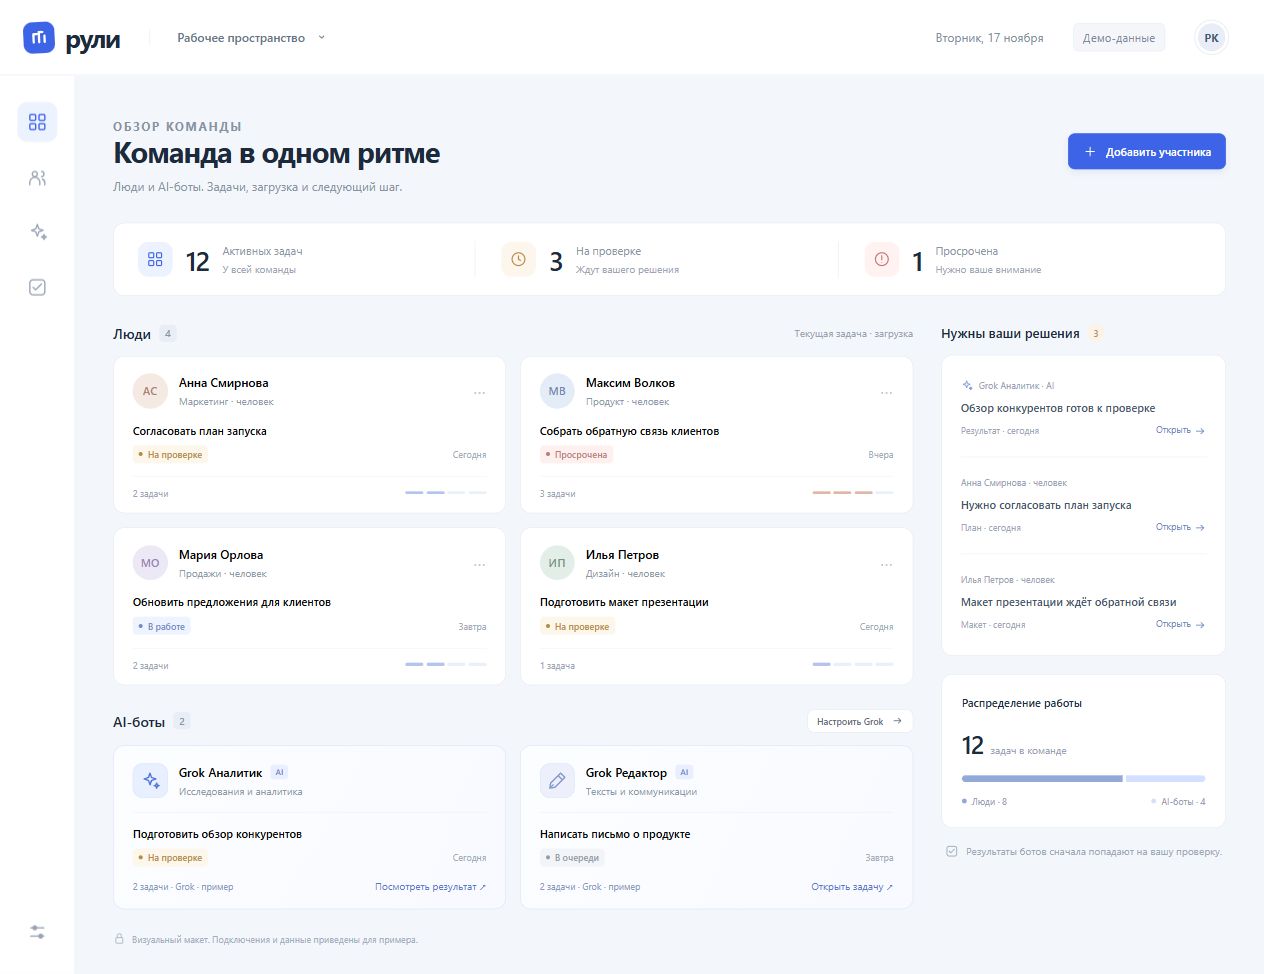 рули
Рабочее пространство
Вторник, 17 ноября
Демо-данные
РК
ОБЗОР КОМАНДЫ
Команда в одном ритме
Люди и AI-боты. Задачи, загрузка и следующий шаг.
+ Добавить участника
12 Активных задач
У всей команды
3 На проверке
Ждут вашего решения
1 Просрочена
Нужно ваше внимание
Люди 4
Текущая задача · загрузка
АС
Анна Смирнова
...
Маркетинг · человек
Согласовать план запуска
• На проверке
Сегодня
2 задачи
МВ
Максим Волков
...
Продукт · человек
Собрать обратную связь клиентов
• Просрочена
Вчера
3 задачи
МО
Мария Орлова
...
Продажи · человек
Обновить предложения для клиентов
• В работе
Завтра
2 задачи
ИП
Илья Петров
...
Дизайн · человек
Подготовить макет презентации
• На проверке
Сегодня
1 задача
AI-боты 2
Настроить Grok →
Grok Аналитик AI
Исследования и аналитика
Подготовить обзор конкурентов
• На проверке
Сегодня
2 задачи · Grok · пример
Посмотреть результат ↗
Grok Редактор AI
Тексты и коммуникации
Написать письмо о продукте
• В очереди
Завтра
2 задачи · Grok · пример
Открыть задачу ↗
Нужны ваши решения 3
Grok Аналитик · AI
Обзор конкурентов готов к проверке
Результат · сегодня
Открыть →
Анна Смирнова · человек
Нужно согласовать план запуска
План · сегодня
Открыть →
Илья Петров · человек
Макет презентации ждёт обратной связи
Макет · сегодня
Открыть →
Распределение работы
12 задач в команде
• Люди · 8
• AI-боты · 4
Результаты ботов сначала попадают на вашу проверку.
Визуальный макет. Подключения и данные приведены для примера.